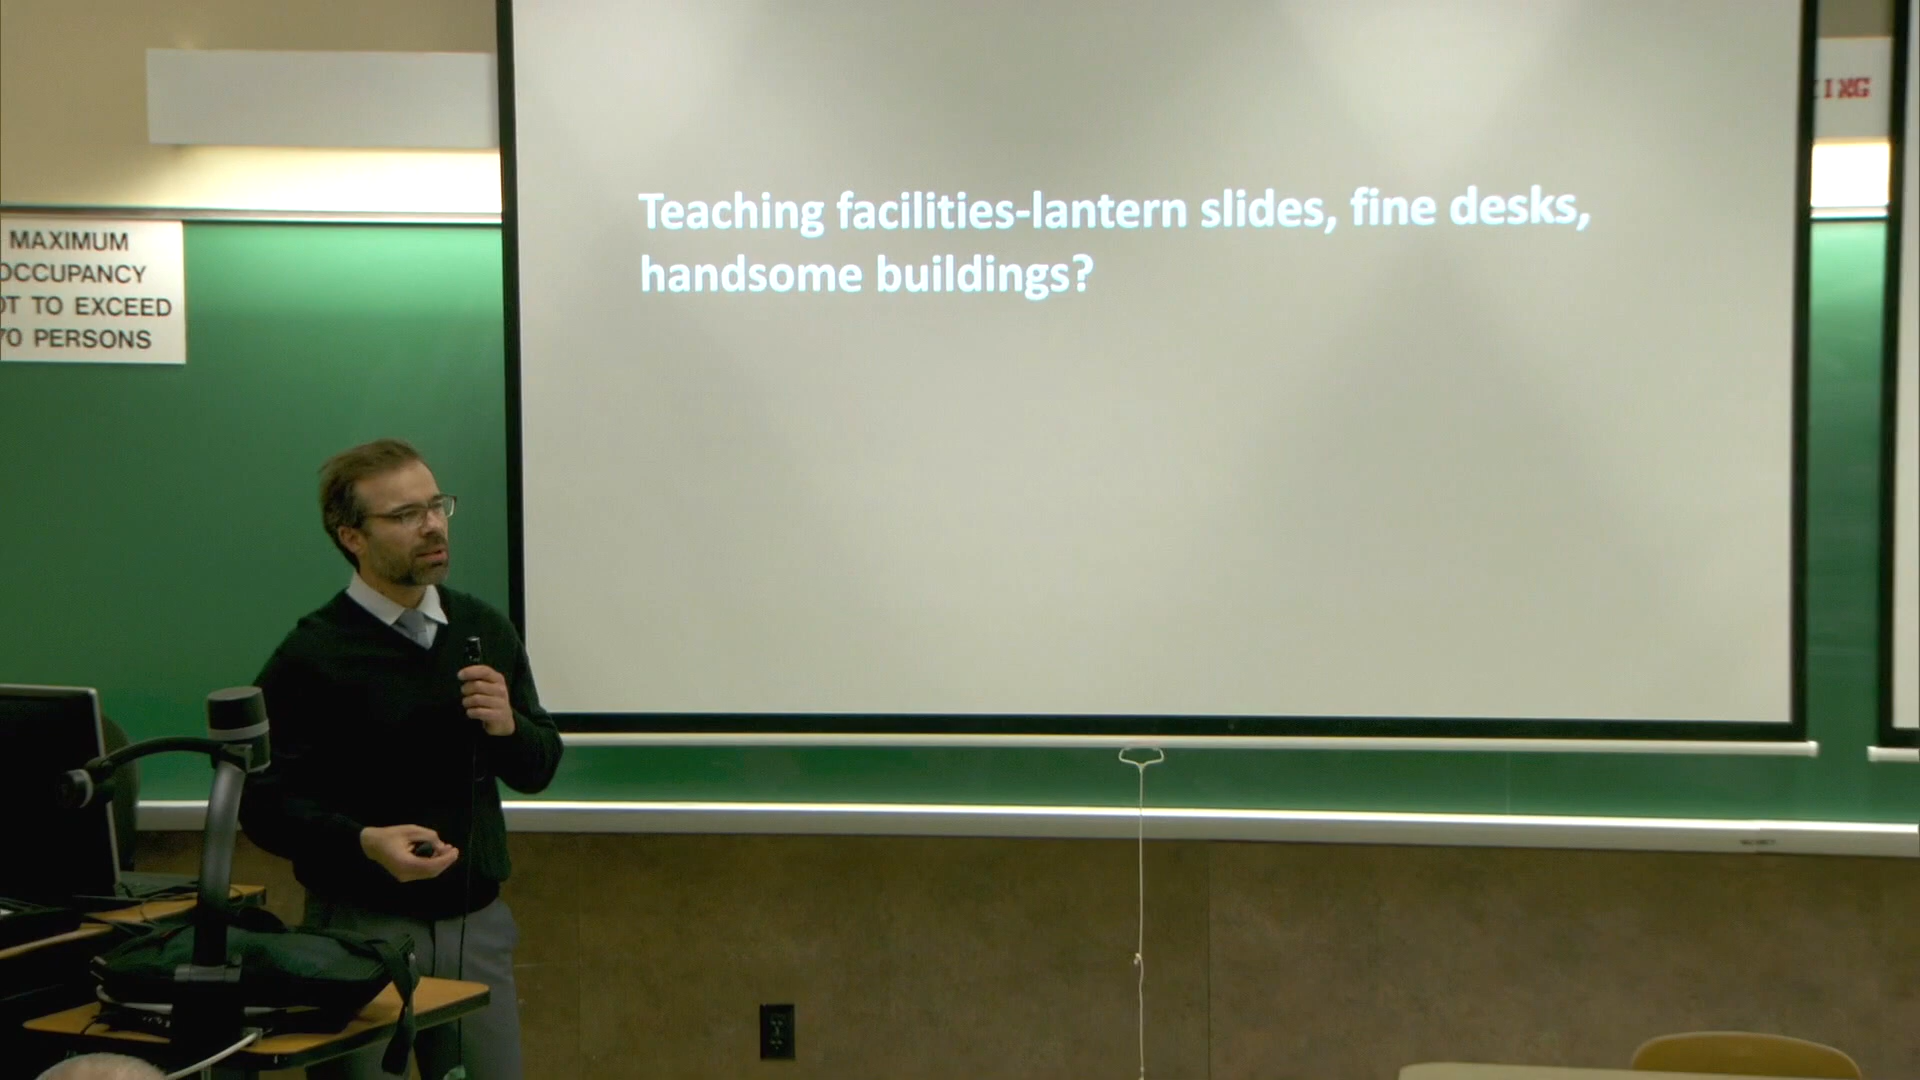 Teaching facilities-lantern slides, fine desks,
handsome buildings?
MAXIMUM
OCCUPANCY
OT TO EXCEED
70 PERSONS